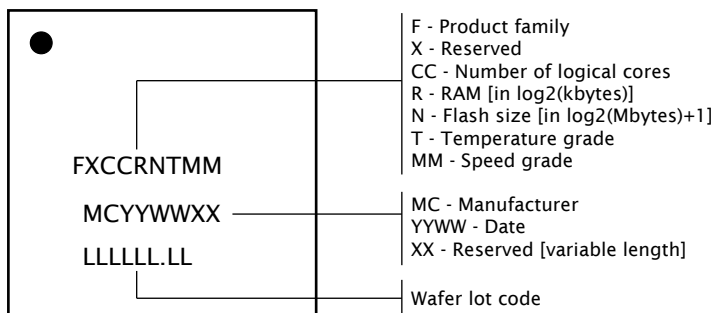 FXCCRNTMM
MCYYWWXX
LLLLLL.LL
F - Product family
X - Reserved
CC - Number of logical cores
R - RAM [in log2(kbytes)]
N - Flash size [in log2(Mbytes)+1]
T - Temperature grade
MM - Speed grade
MC - Manufacturer
YYWW - Date
XX - Reserved [variable length]
Wafer lot code